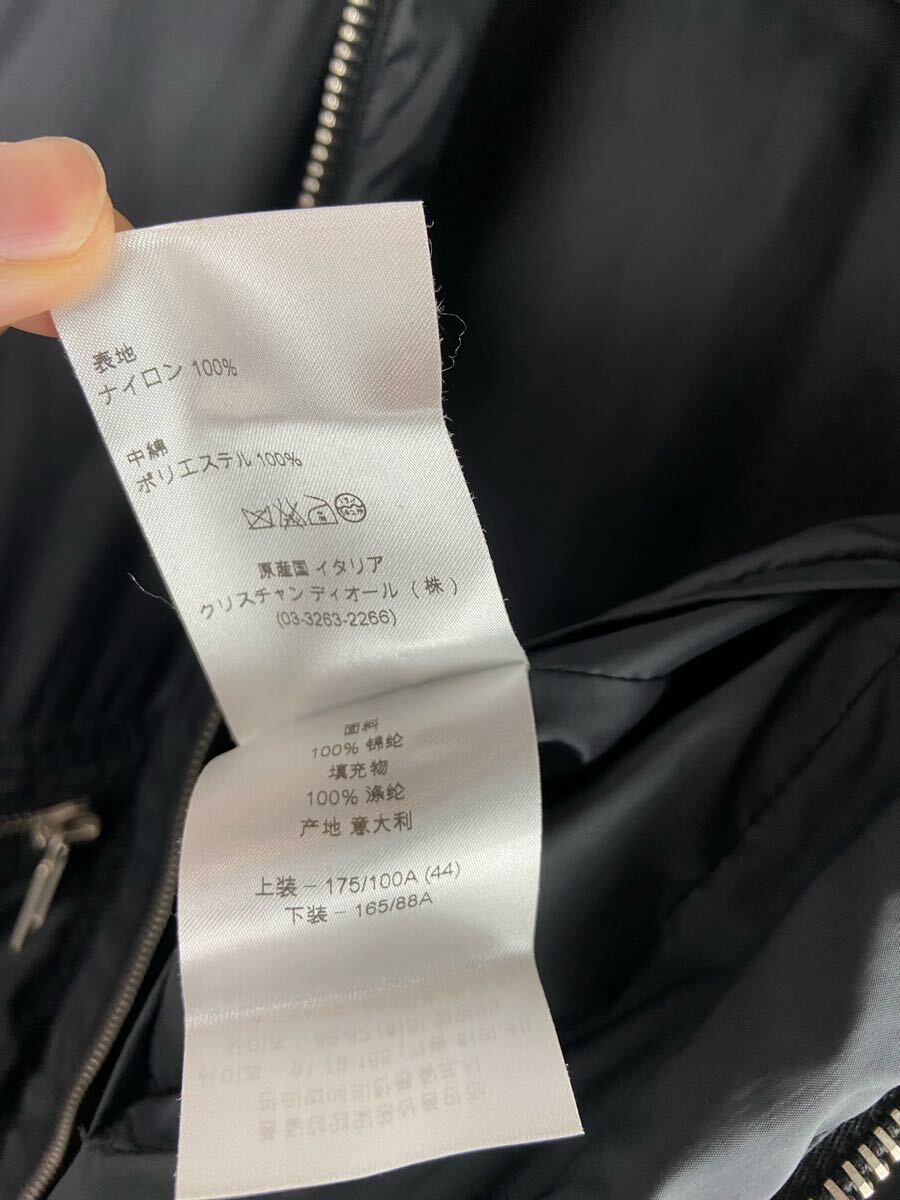 表地
ナイロン 100%
中綿
ポリエステル 100%
原産国 イタリア
クリスチャン ディオール (株)
(03-3263-2266)
面料
100% 锦纶
填充物
100% 涤纶
产地 意大利
上装 – 175/100A (44)
下装 – 165/88A